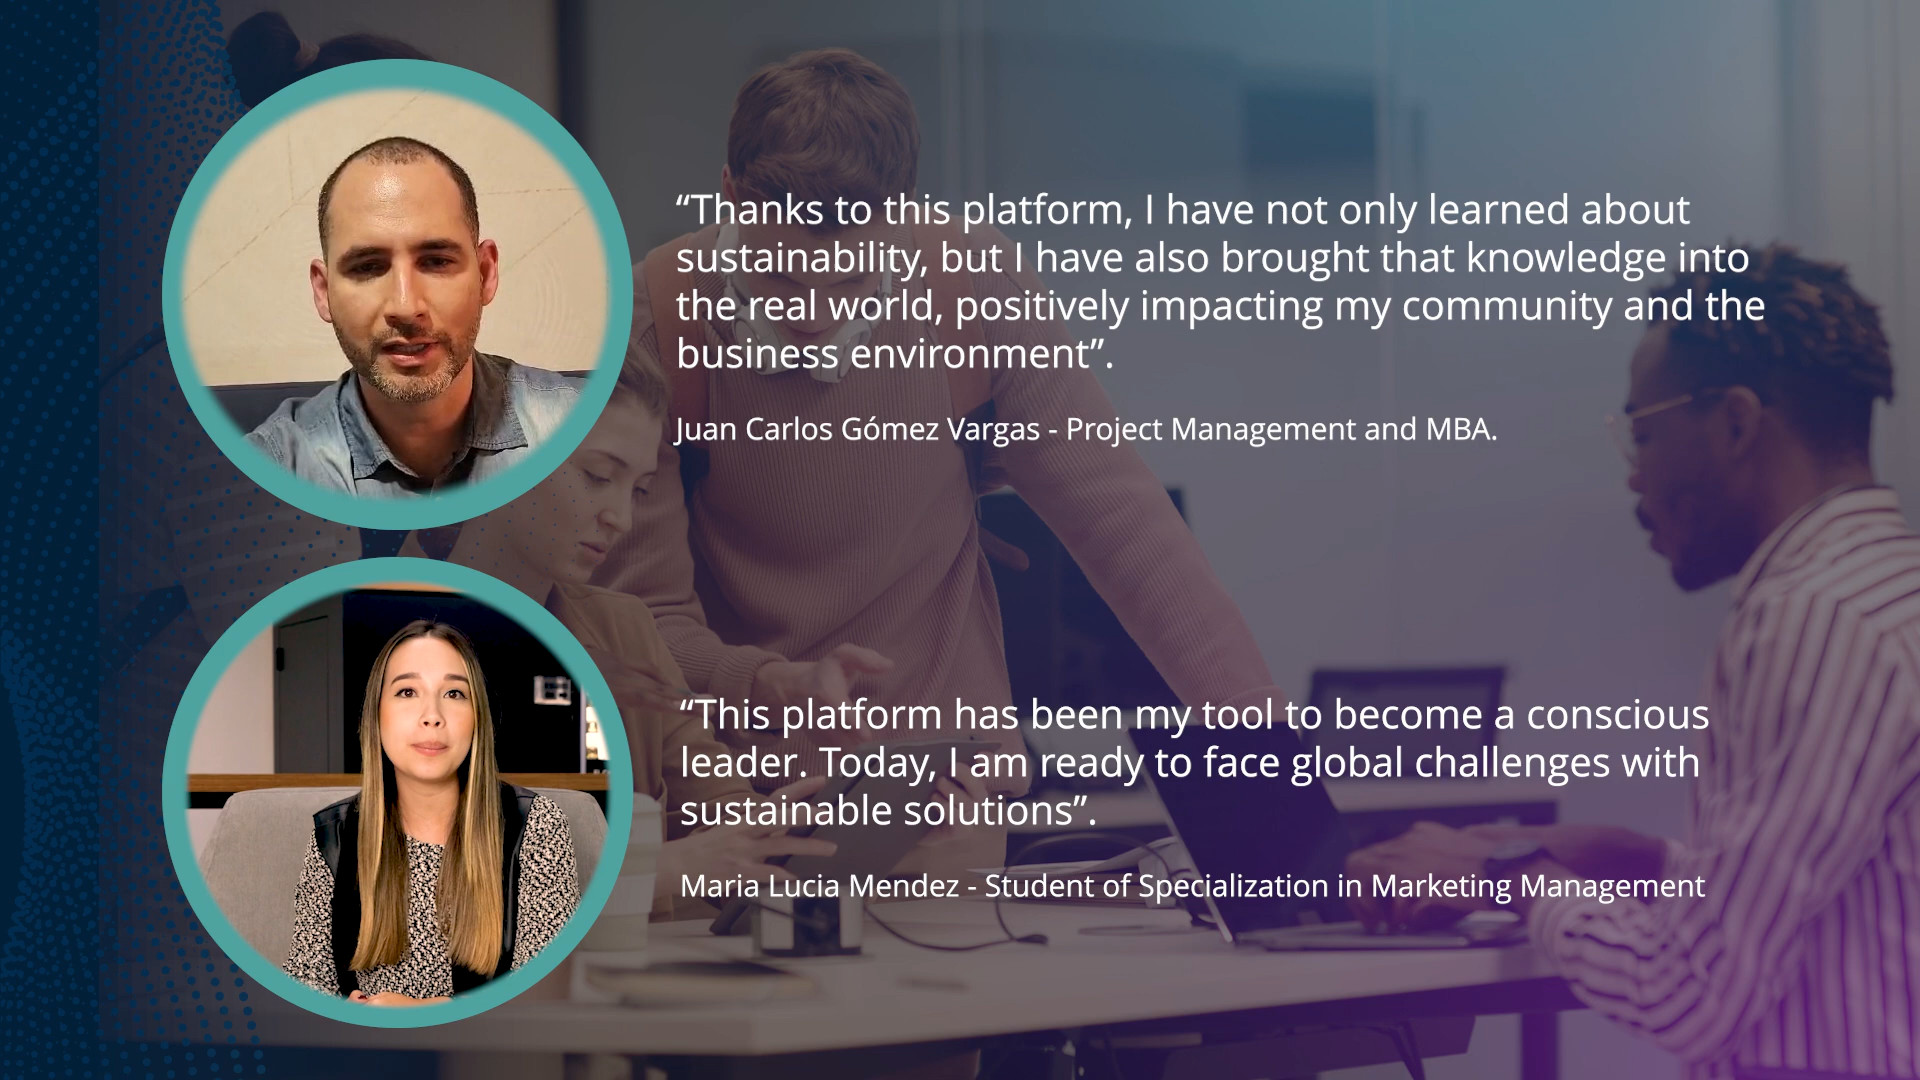 “Thanks to this platform, I have not only learned about
sustainability, but I have also brought that knowledge into
the real world, positively impacting my community and the
business environment”.
Juan Carlos Gómez Vargas - Project Management and MBA.
“This platform has been my tool to become a conscious
leader. Today, I am ready to face global challenges with
sustainable solutions”.
Maria Lucia Mendez - Student of Specialization in Marketing Management